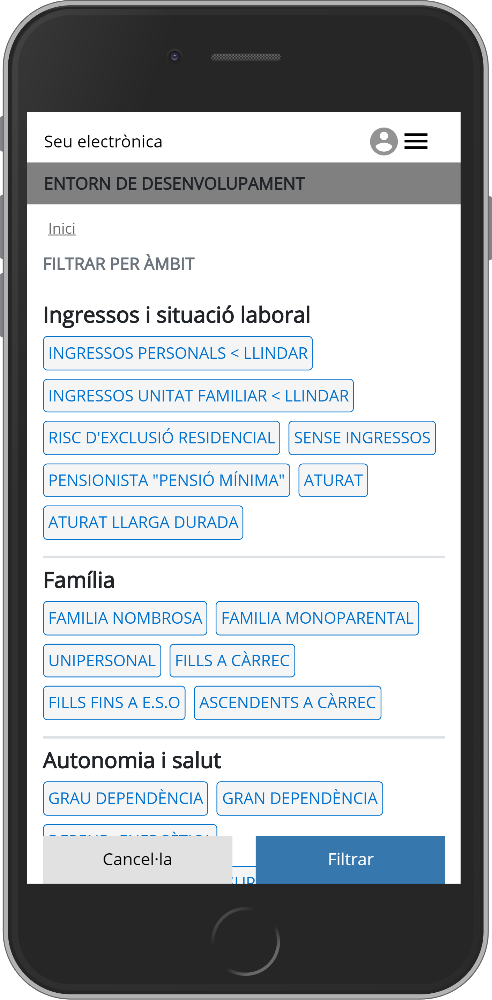 Seu electrònica
ENTORN DE DESENVOLUPAMENT
Inici
FILTRAR PER ÀMBIT
Ingressos i situació laboral
INGRESSOS PERSONALS < LLINDAR
INGRESSOS UNITAT FAMILIAR < LLINDAR
RISC D'EXCLUSIÓ RESIDENCIAL SENSE INGRESSOS
PENSIONISTA "PENSIÓ MÍNIMA" ATURAT
ATURAT LLARGA DURADA
Família
FAMILIA NOMBROSA FAMILIA MONOPARENTAL
UNIPERSONAL FILLS A CÀRREC
FILLS FINS A E.S.O ASCENDENTS A CÀRREC
Autonomia i salut
GRAU DEPENDÈNCIA GRAN DEPENDÈNCIA
Cancel·la Filtrar